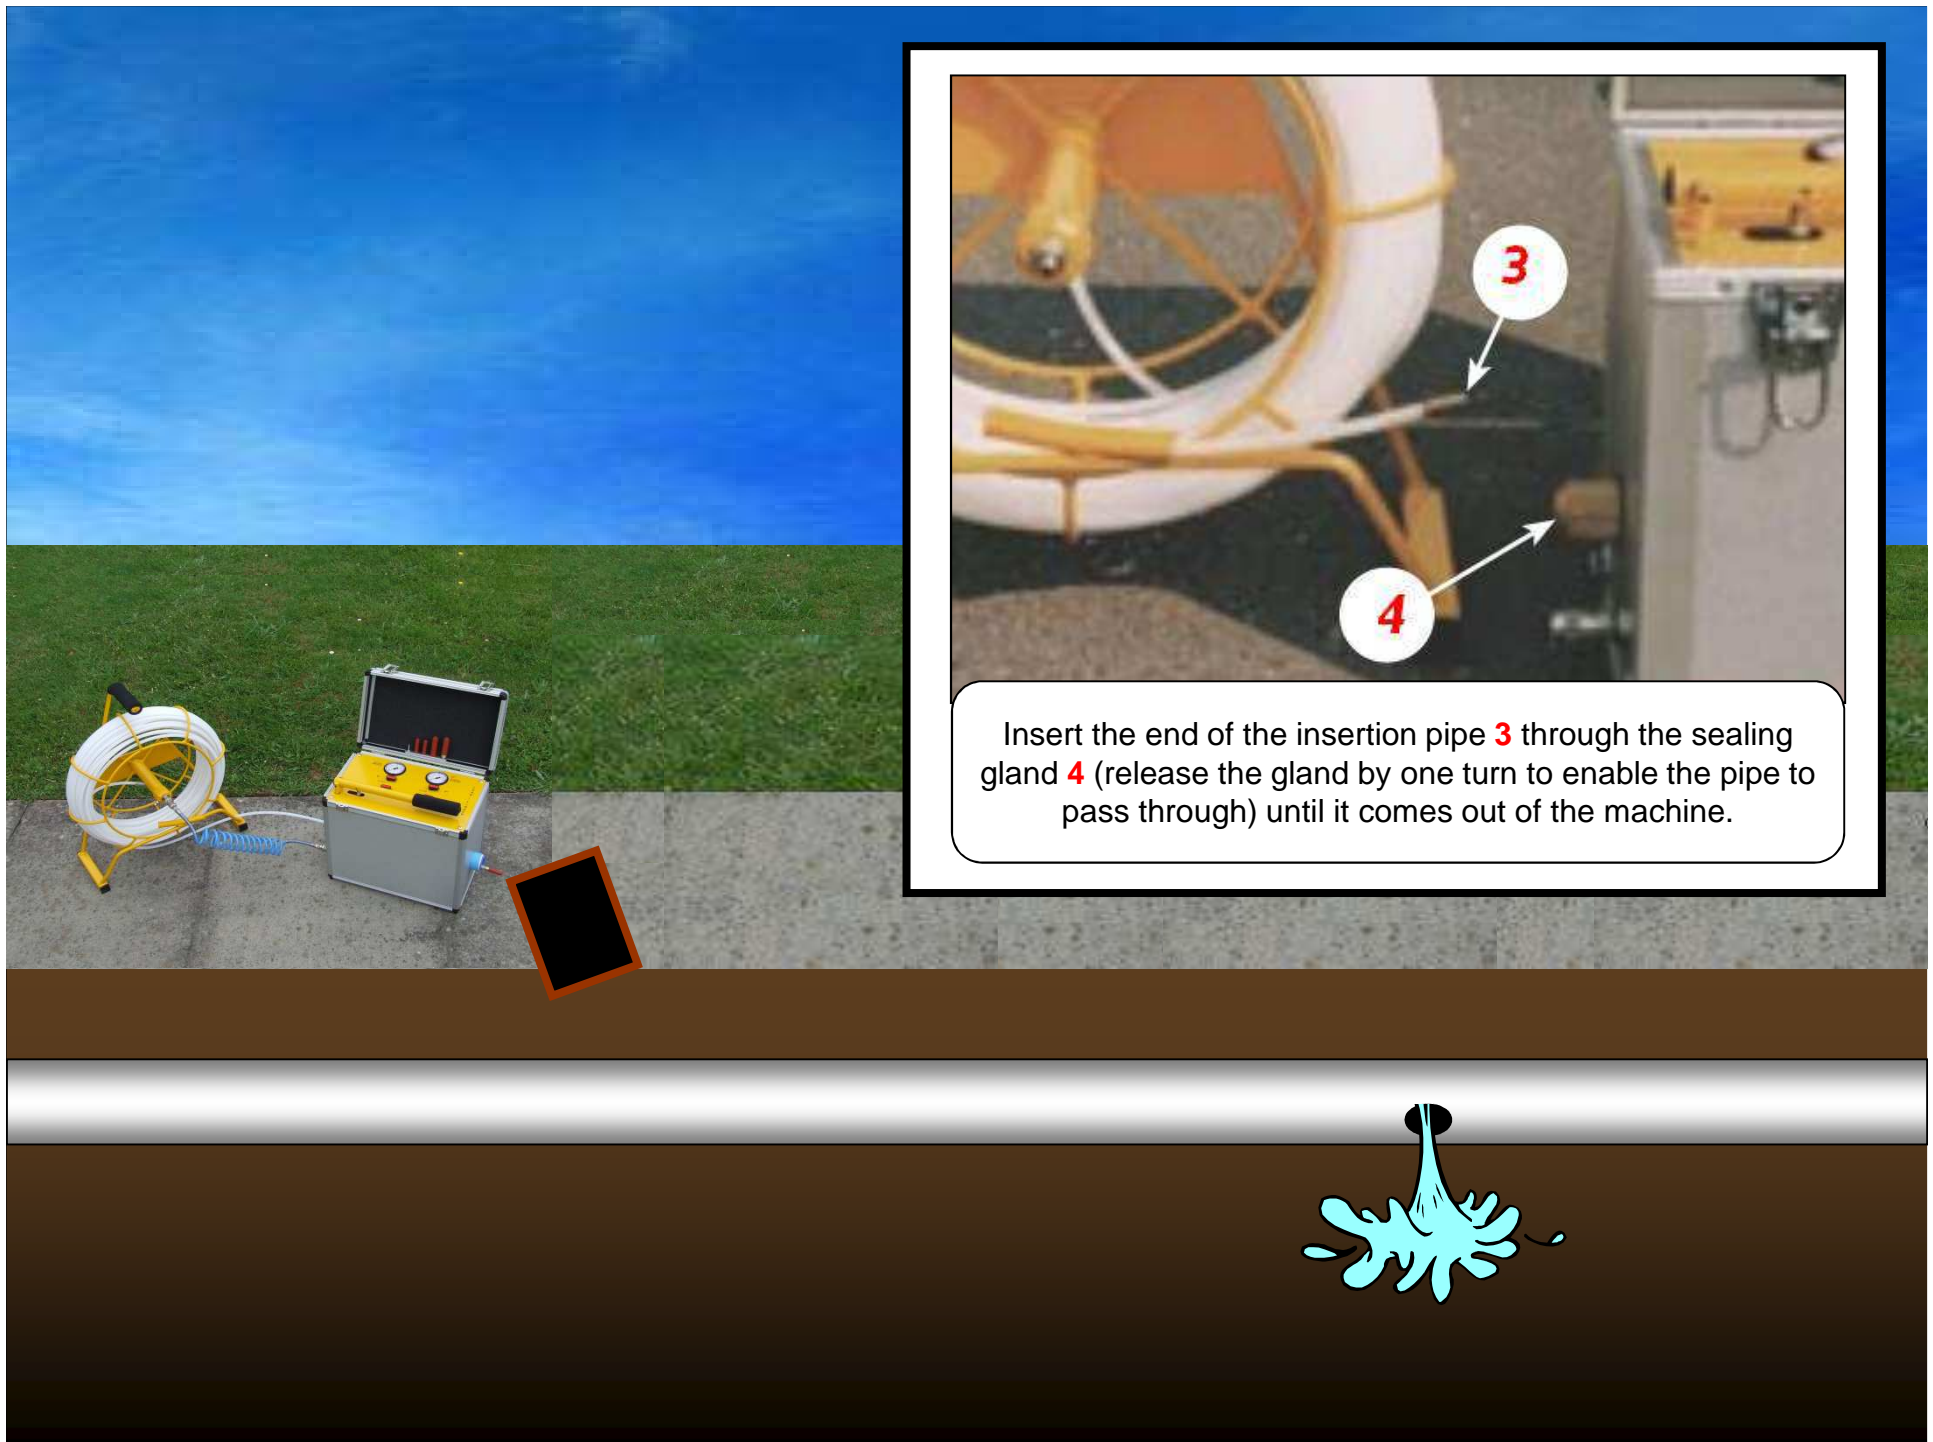 3
4
Insert the end of the insertion pipe 3 through the sealing
gland 4 (release the gland by one turn to enable the pipe to
pass through) until it comes out of the machine.